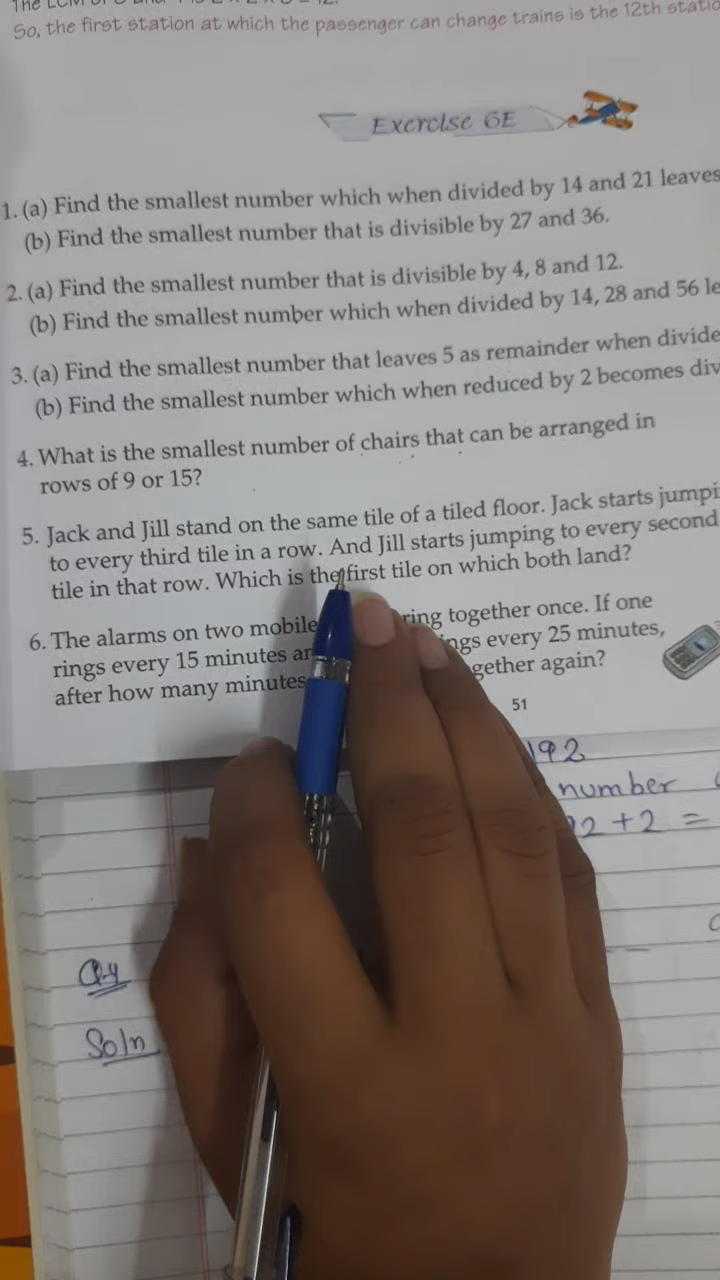 So, the first station at which the passenger can change trains is the 12th
Exercise 6E
1. (a) Find the smallest number which when divided by 14 and 21 leaves
(b) Find the smallest number that is divisible by 27 and 36.
2. (a) Find the smallest number that is divisible by 4, 8 and 12.
(b) Find the smallest number which when divided by 14, 28 and 56
3. (a) Find the smallest number that leaves 5 as remainder when
(b) Find the smallest number which when reduced by 2 becomes
4. What is the smallest number of chairs that can be arranged in
rows of 9 or 15?
5. Jack and Jill stand on the same tile of a tiled floor. Jack starts
to every third tile in a row. And Jill starts jumping to every second
tile in that row. Which is the first tile on which both land?
6. The alarms on two mobile ring together once. If one
rings every 15 minutes every 25 minutes,
after how many minutes again?
51
192
number
2 + 2 =
Q.4
Soln